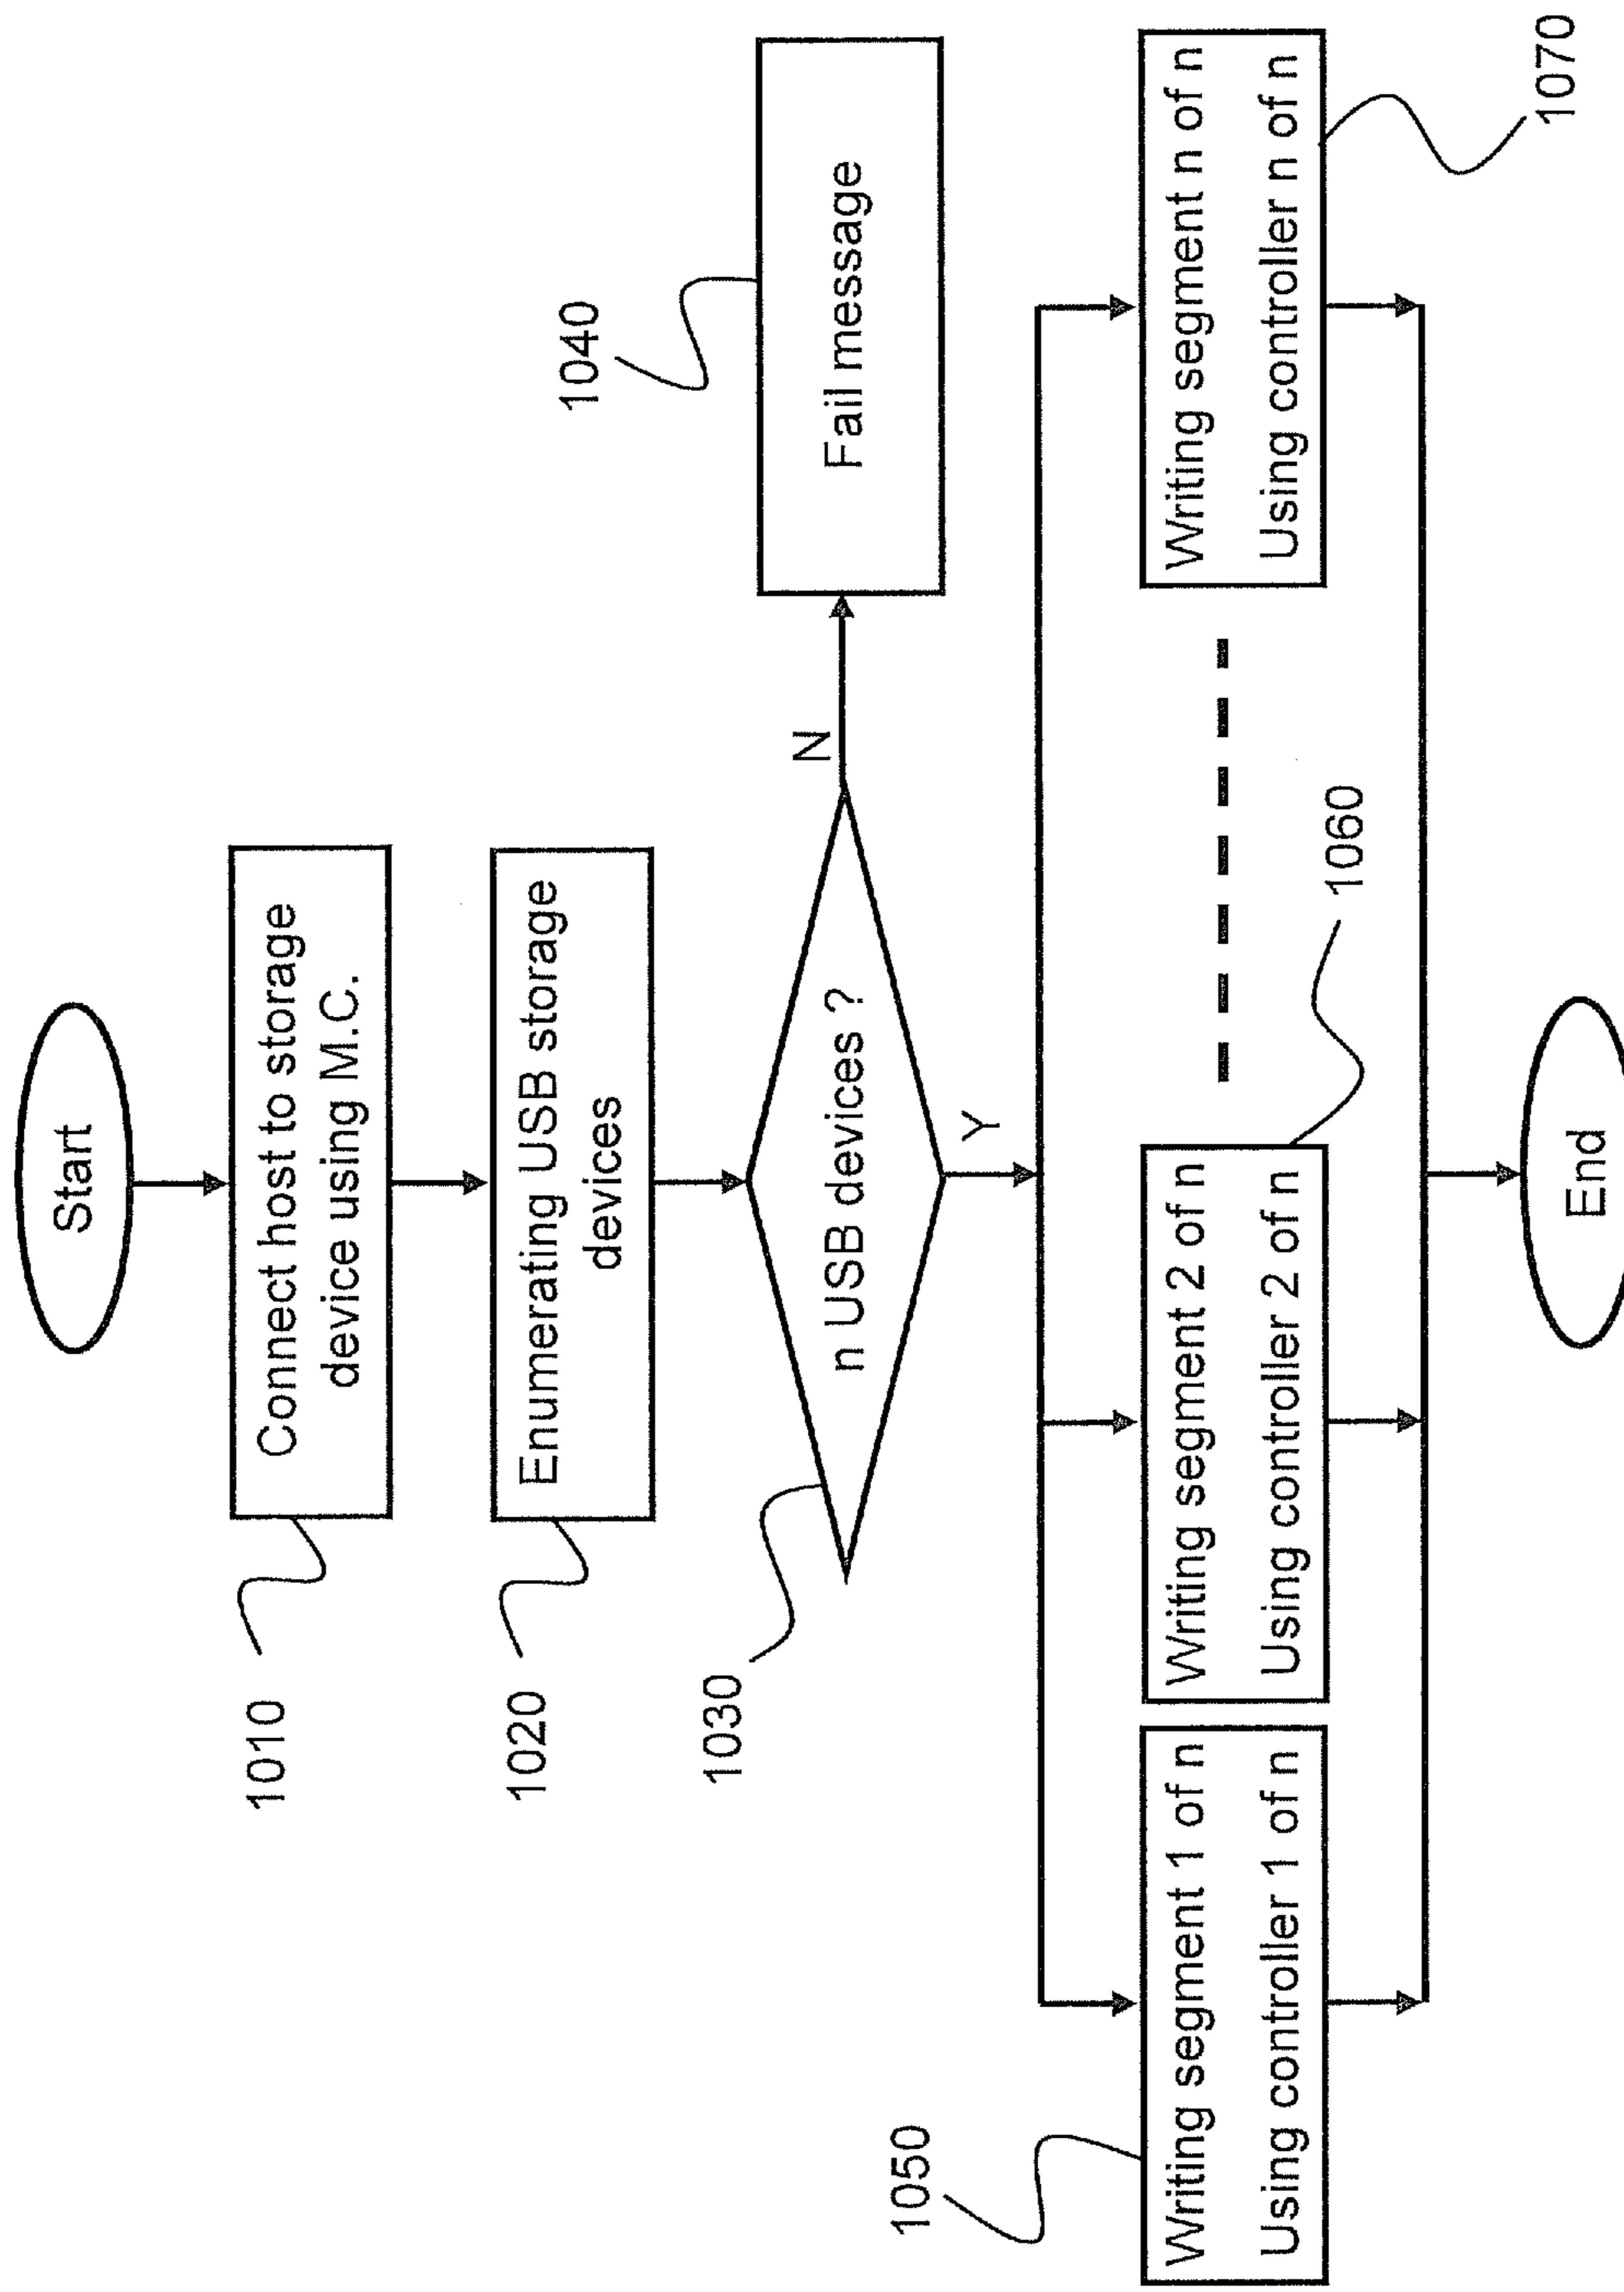 Start
Connect host to storage
device using M.C.
1010
Enumerating USB storage
devices
1020
n USB devices ?
1030
N
Fail message
1040
Y
Writing segment 1 of n
Using controller 1 of n
1050
Writing segment 2 of n
Using controller 2 of n
1060
Writing segment n of n
Using controller n of n
1070
End